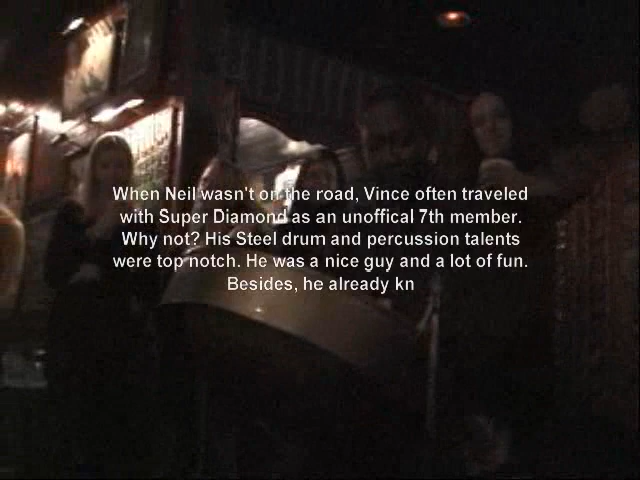 When Neil wasn't on the road, Vince often traveled
with Super Diamond as an unoffical 7th member.
Why not? His Steel drum and percussion talents
were top notch. He was a nice guy and a lot of fun.
Besides, he already kn